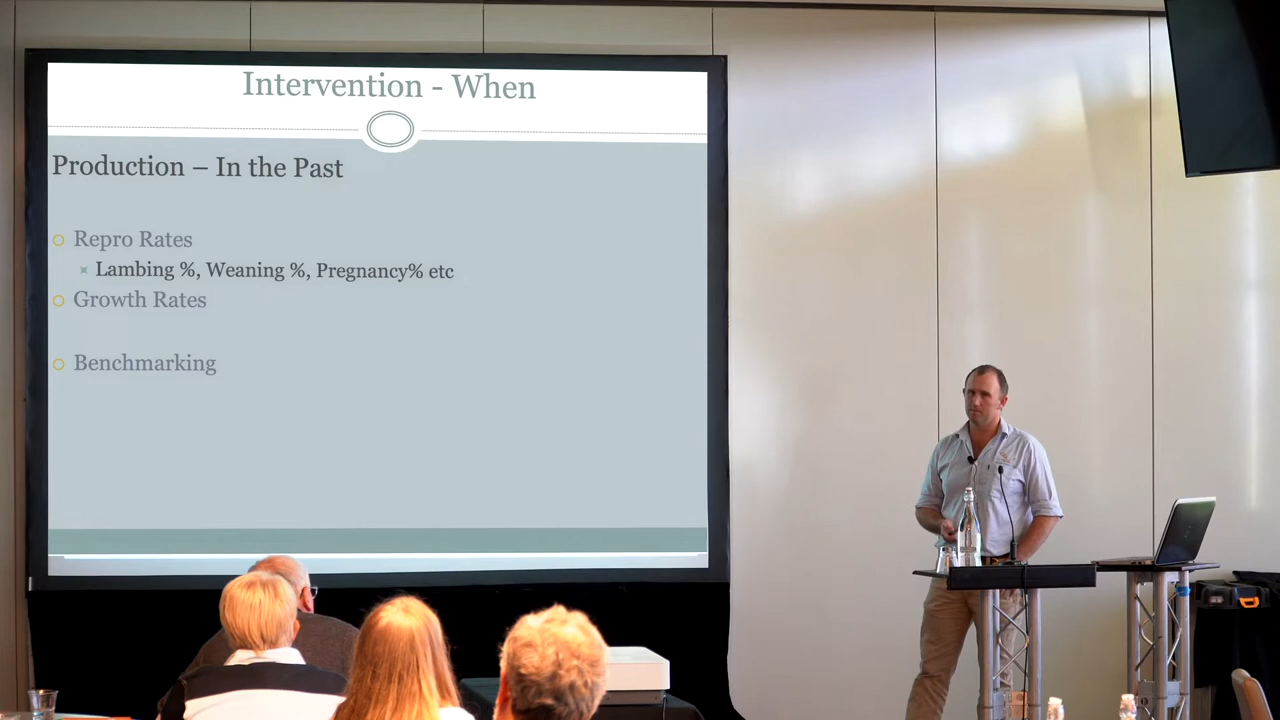 Intervention - When
Production – In the Past
Repro Rates
Lambing %, Weaning %, Pregnancy% etc
Growth Rates
Benchmarking